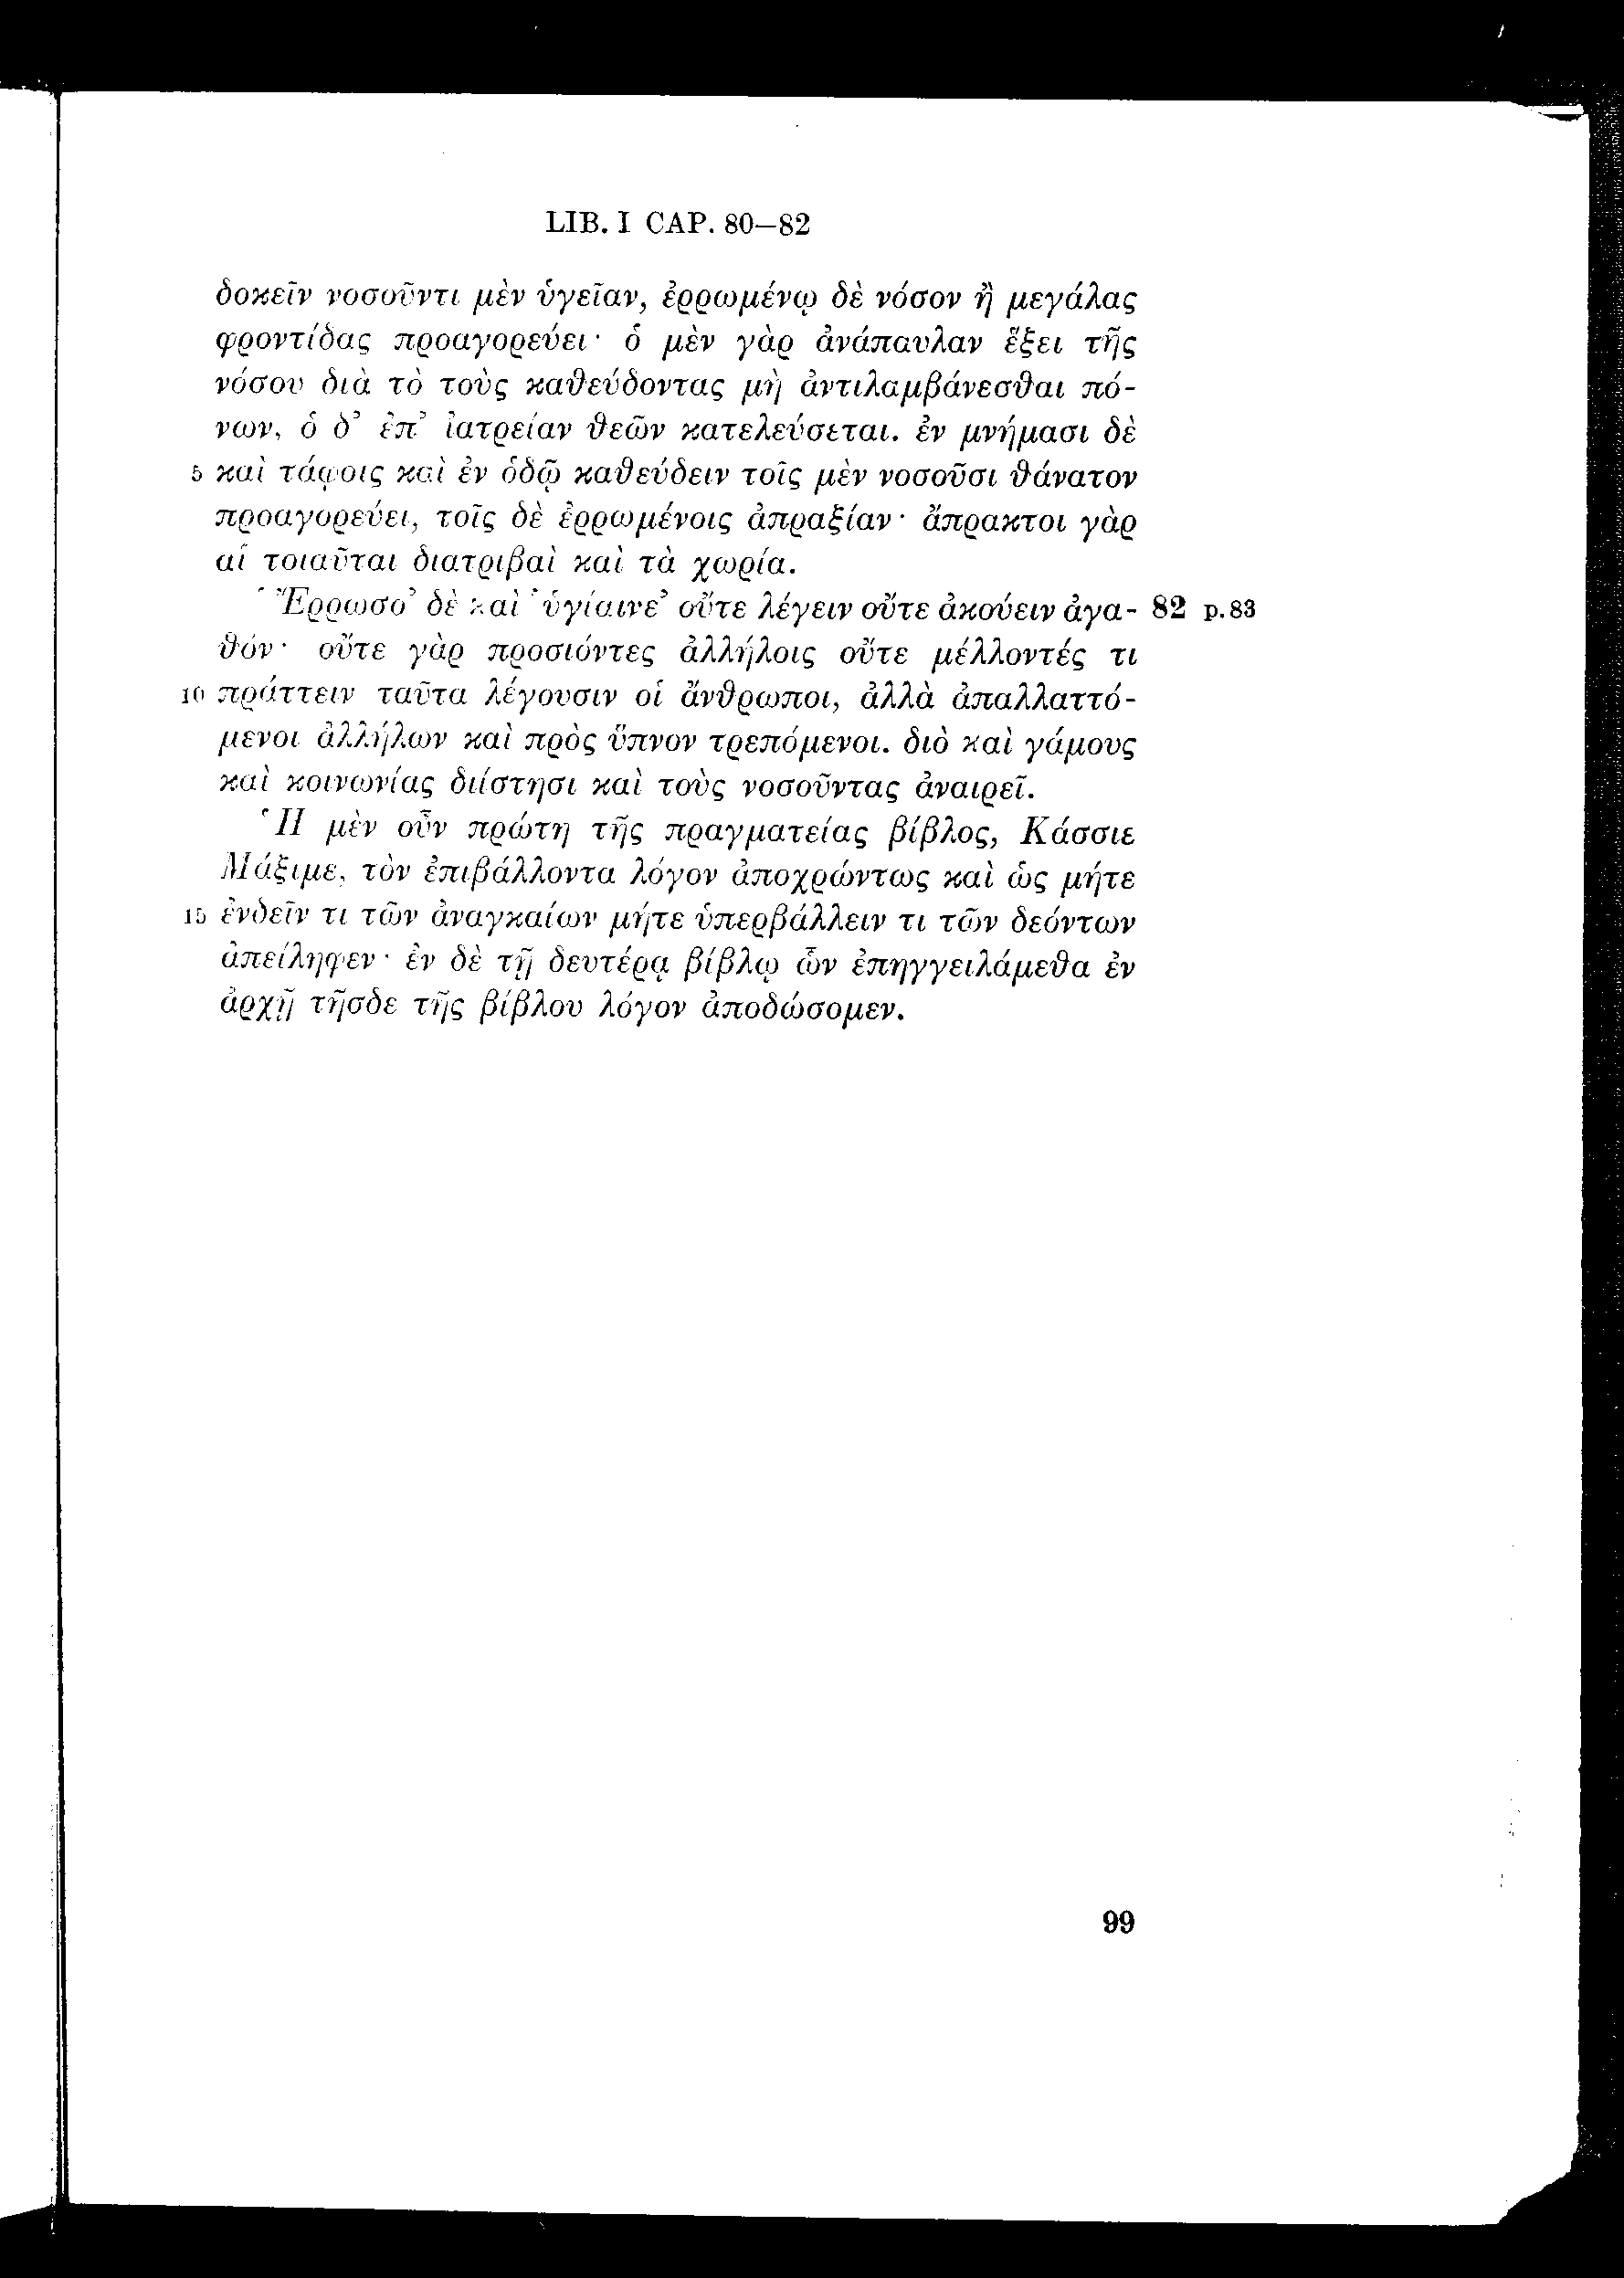 LIB. I CAP. 80—82
δοκεῖν νοσοῦντι μὲν ὑγεῖαν, ἐρρωμένῳ δὲ νόσον ἢ μεγάλας
φροντίδας προαγορεύει· ὁ μὲν γὰρ ἀνάπαυλαν ἕξει τῆς
νόσου διὰ τὸ τοὺς καθεύδοντας μὴ ἀντιλαμβάνεσθαι πό-
νων, ὁ δ’ ἐπ’ ἰατρείαν θεῶν κατελεύσεται. ἐν μνήμασι δὲ
5 καὶ τάφοις καὶ ἐν ὁδῷ καθεύδειν τοῖς μὲν νοσοῦσι θάνατον
προαγορεύει, τοῖς δὲ ἐρρωμένοις ἀπραξίαν· ἄπρακτοι γὰρ
αἱ τοιαῦται διατριβαὶ καὶ τὰ χωρία.
‘Ἔρρωσο’ δὲ καὶ ‘ὑγίαινε’ οὔτε λέγειν οὔτε ἀκούειν ἀγα- 82 p. 83
θόν· οὔτε γὰρ προσιόντες ἀλλήλοις οὔτε μέλλοντές τι
10 πράττειν ταῦτα λέγουσιν οἱ ἄνθρωποι, ἀλλὰ ἀπαλλαττό-
μενοι ἀλλήλων καὶ πρὸς ὕπνον τρεπόμενοι. διὸ καὶ γάμους
καὶ κοινωνίας διίστησι καὶ τοὺς νοσοῦντας ἀναιρεῖ.
Ἡ μὲν οὖν πρώτη τῆς πραγματείας βίβλος, Κάσσιε
Μάξιμε, τὸν ἐπιβάλλοντα λόγον ἀποχρώντως καὶ ὡς μήτε
15 ἐνδεῖν τι τῶν ἀναγκαίων μήτε ὑπερβάλλειν τι τῶν δεόντων
ἀπείληφεν· ἐν δὲ τῇ δευτέρᾳ βίβλῳ ὧν ἐπηγγειλάμεθα ἐν
ἀρχῇ τῆσδε τῆς βίβλου λόγον ἀποδώσομεν.
99